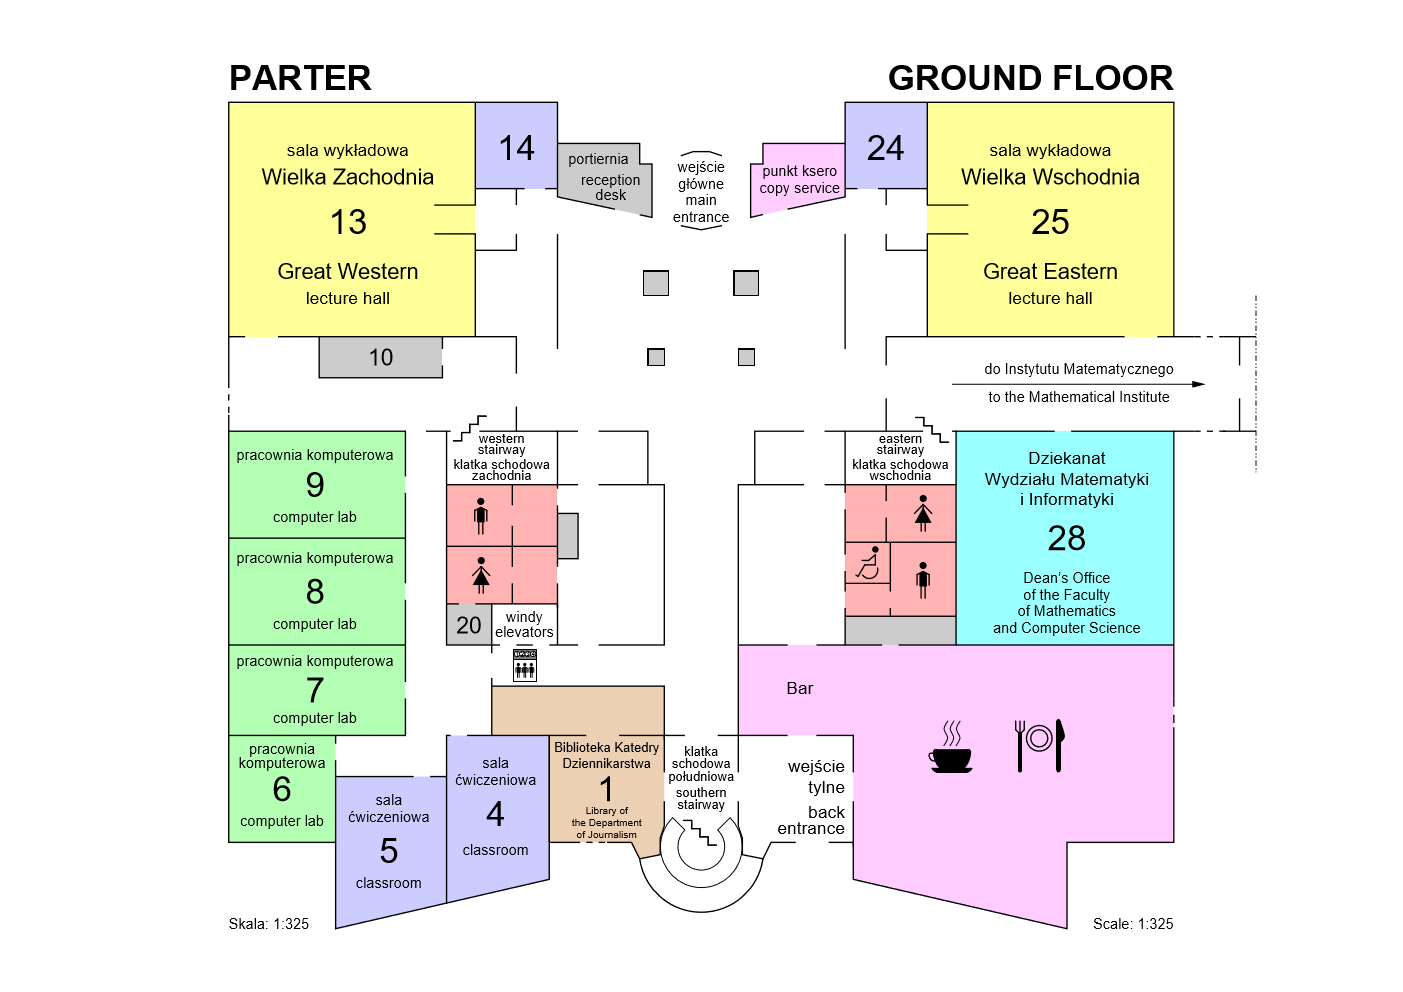 PARTER
GROUND FLOOR
sala wykładowa
Wielka Zachodnia
13
Great Western
lecture hall
14
portiernia
reception
desk
wejście
główne
main
entrance
punkt ksero
copy service
24
sala wykładowa
Wielka Wschodnia
25
Great Eastern
lecture hall
10
do Instytutu Matematycznego
to the Mathematical Institute
pracownia komputerowa
9
computer lab
western
stairway
klatka schodowa
zachodnia
eastern
stairway
klatka schodowa
wschodnia
Dziekanat
Wydziału Matematyki
i Informatyki
28
Dean's Office
of the Faculty
of Mathematics
and Computer Science
pracownia komputerowa
8
computer lab
20
windy
elevators
pracownia komputerowa
7
computer lab
Bar
pracownia
komputerowa
6
computer lab
sala
ćwiczeniowa
5
classroom
sala
ćwiczeniowa
4
classroom
Biblioteka Katedry
Dziennikarstwa
1
Library of
the Department
of Journalism
klatka
schodowa
południowa
southern
stairway
wejście
tylne
back
entrance
Skala: 1:325
Scale: 1:325